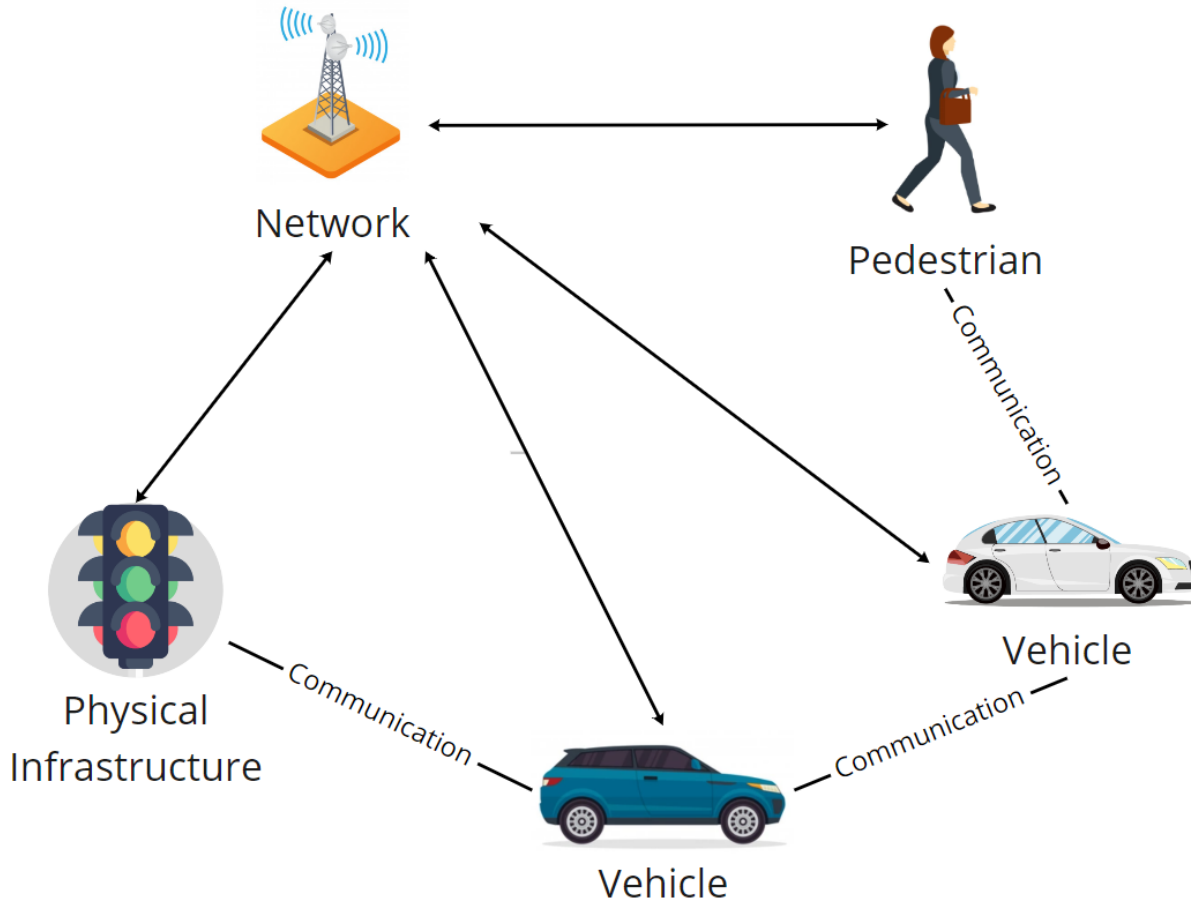 Network
Pedestrian
Communication
Vehicle
Physical
Infrastructure
Communication
Communication
Vehicle